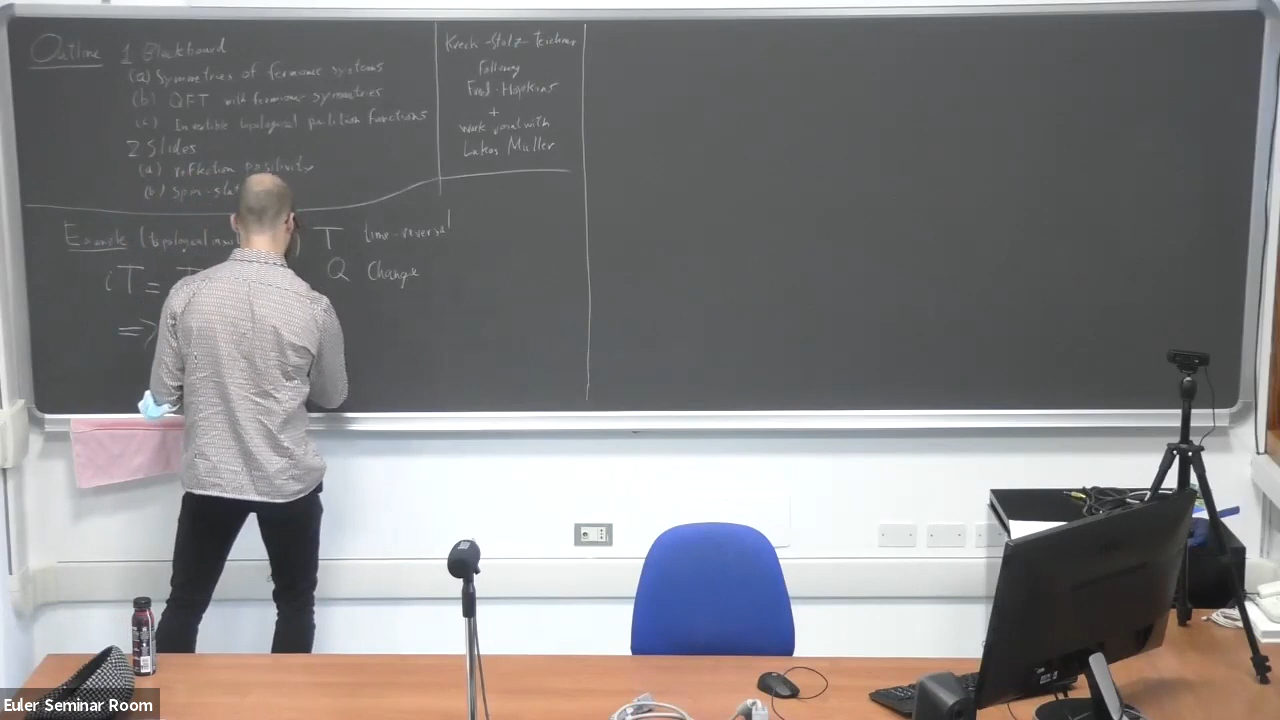 Outline 1 Blackboard
(a) Symmetries of fermionic systems
(b) QFT with fermionic symmetries
(c) Invertible topological partition functions
2 Slides
(a) reflection positivity
(b) Spin-
Kreck-Stolz-Teichner
Following
Freed-Hopkins
+
work joint with
Lukas Müller
Example (topological T time-reversal
iT = Q Charge
=>
Euler Seminar Room